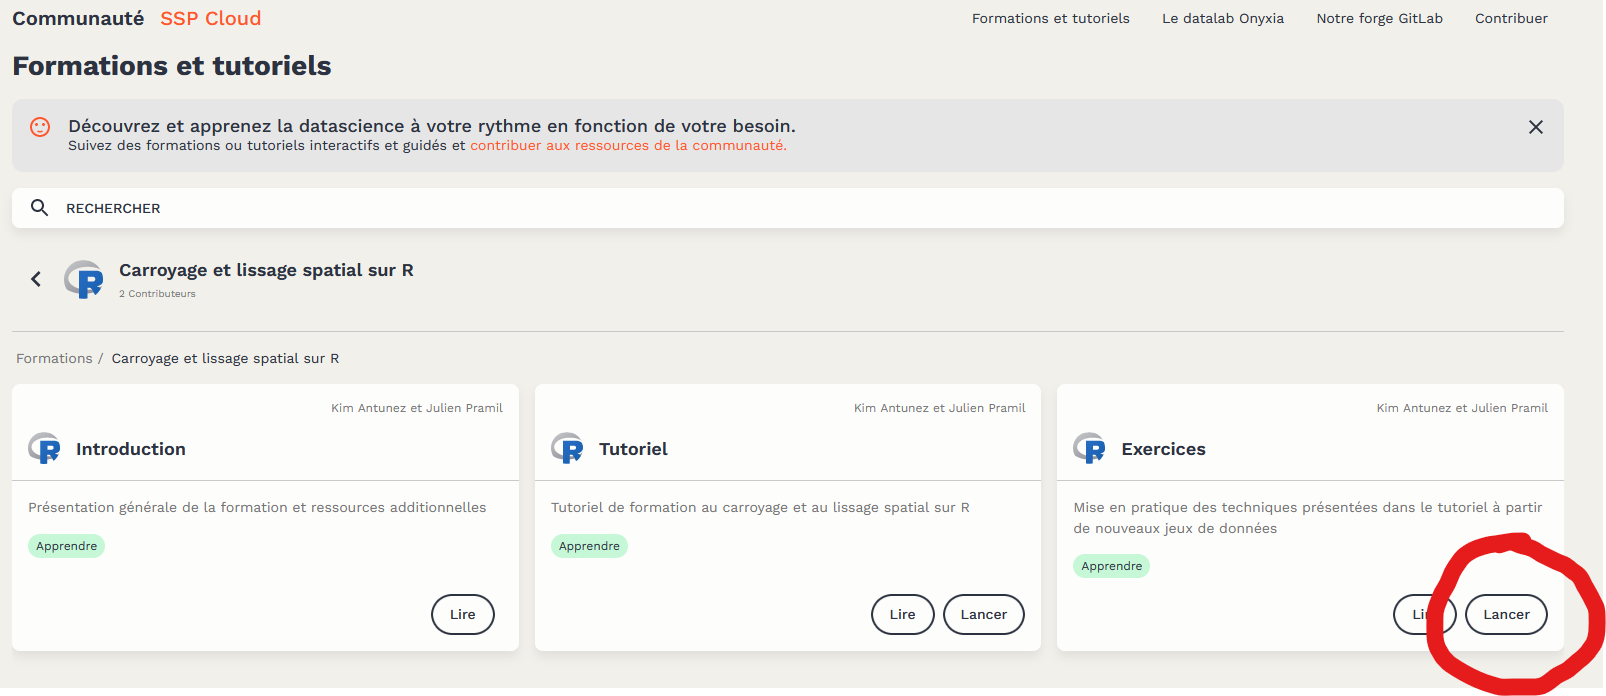 Communauté SSP Cloud
Formations et tutoriels Le datalab Onyxia Notre forge GitLab Contribuer
Formations et tutoriels
Découvrez et apprenez la datascience à votre rythme en fonction de votre besoin.
Suivez des formations ou tutoriels interactifs et guidés et contribuer aux ressources de la communauté.
RECHERCHER
R
Carroyage et lissage spatial sur R
2 Contributeurs
Formations / Carroyage et lissage spatial sur R
Kim Antunez et Julien Pramil
R Introduction
Présentation générale de la formation et ressources additionnelles
Apprendre
Lire
Kim Antunez et Julien Pramil
R Tutoriel
Tutoriel de formation au carroyage et au lissage spatial sur R
Apprendre
Lire Lancer
Kim Antunez et Julien Pramil
R Exercices
Mise en pratique des techniques présentées dans le tutoriel à partir
de nouveaux jeux de données
Apprendre
Lancer